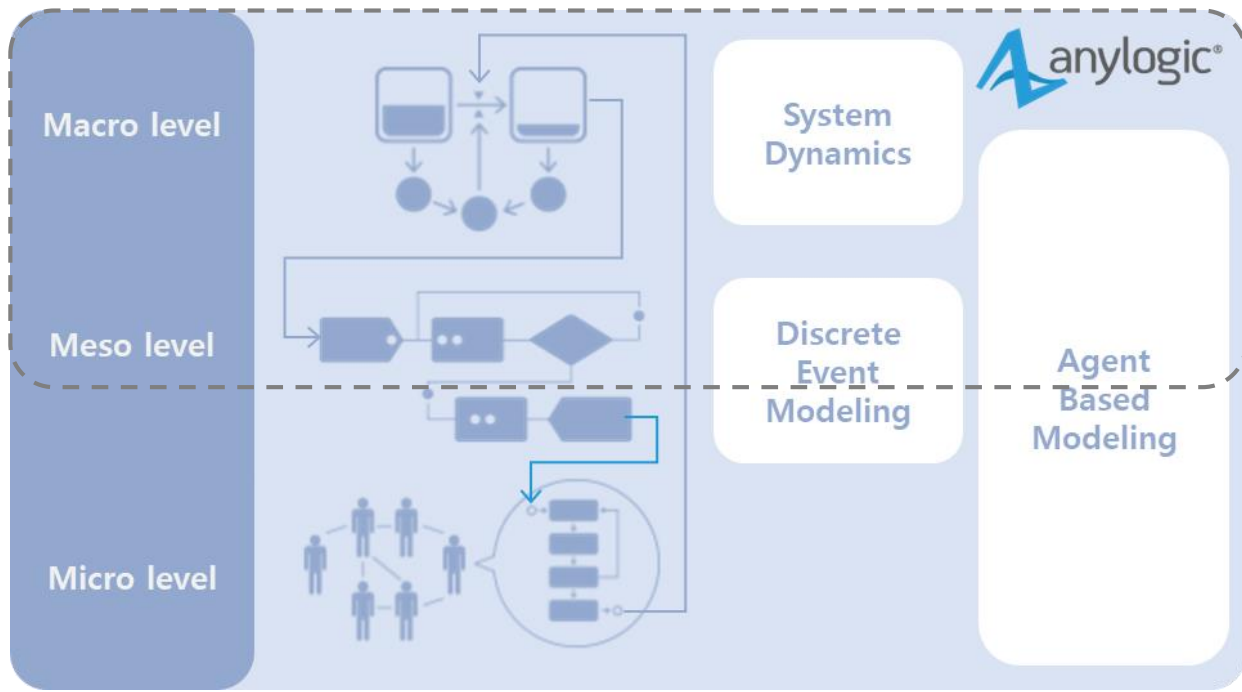 Macro level
System
Dynamics
anylogic®
Meso level
Discrete
Event
Modeling
Agent
Based
Modeling
Micro level